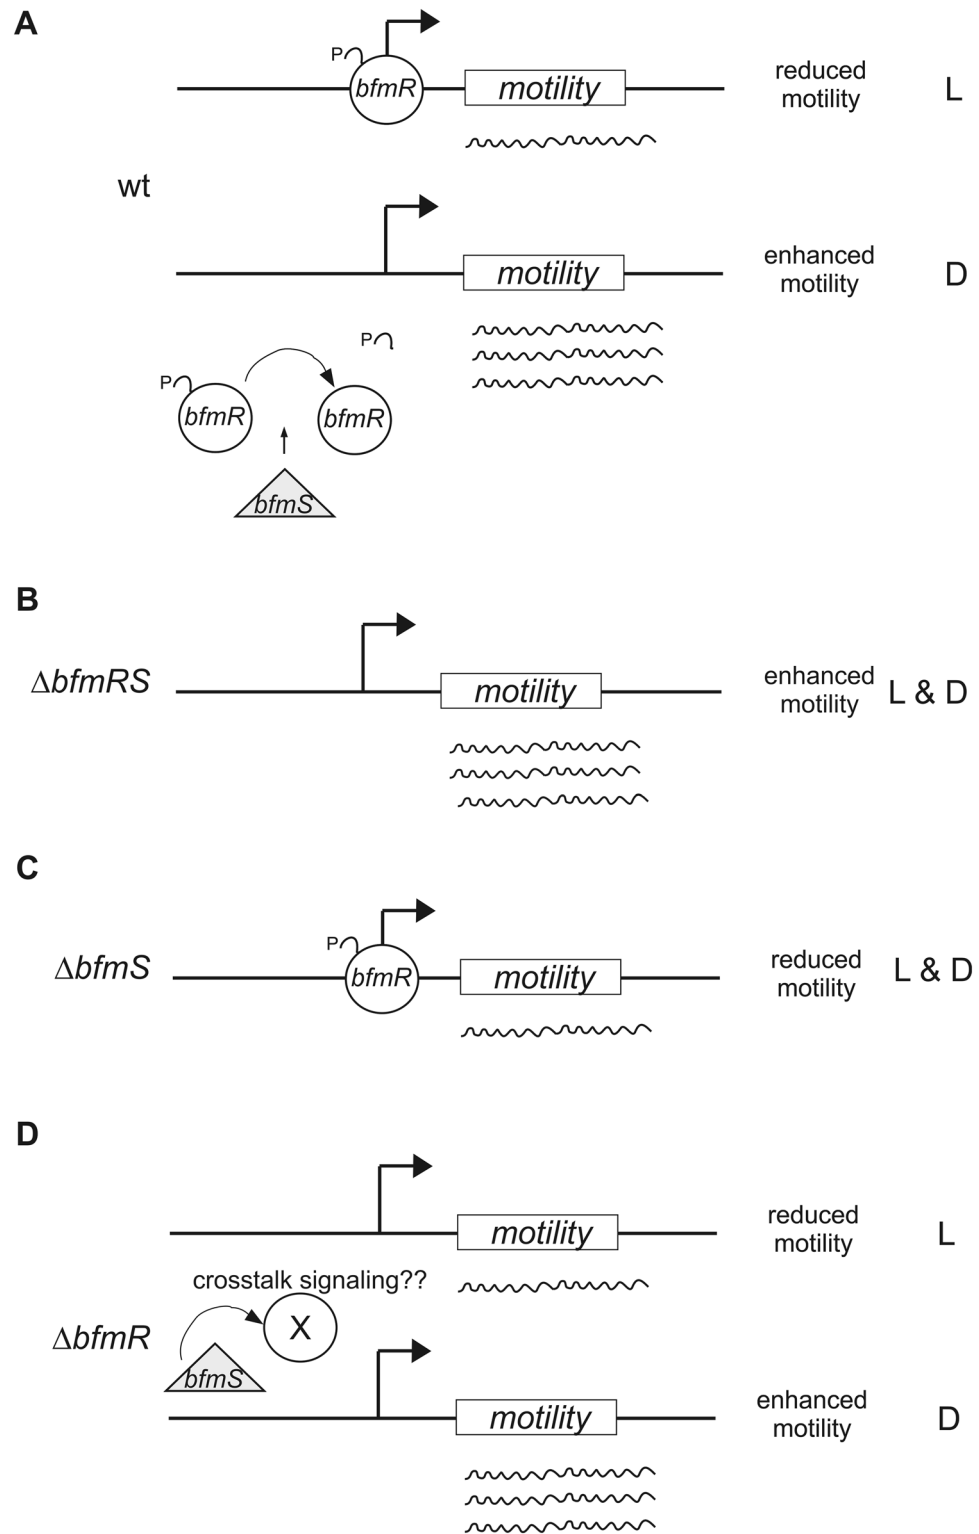 A
P
bfmR
motility
reduced
motility
L
wt
motility
enhanced
motility
D
P
P
bfmR
bfmR
bfmS
B
ΔbfmRS
motility
enhanced
motility
L & D
C
ΔbfmS
P
bfmR
motility
reduced
motility
L & D
D
motility
reduced
motility
L
crosstalk signaling??
ΔbfmR
X
bfmS
motility
enhanced
motility
D